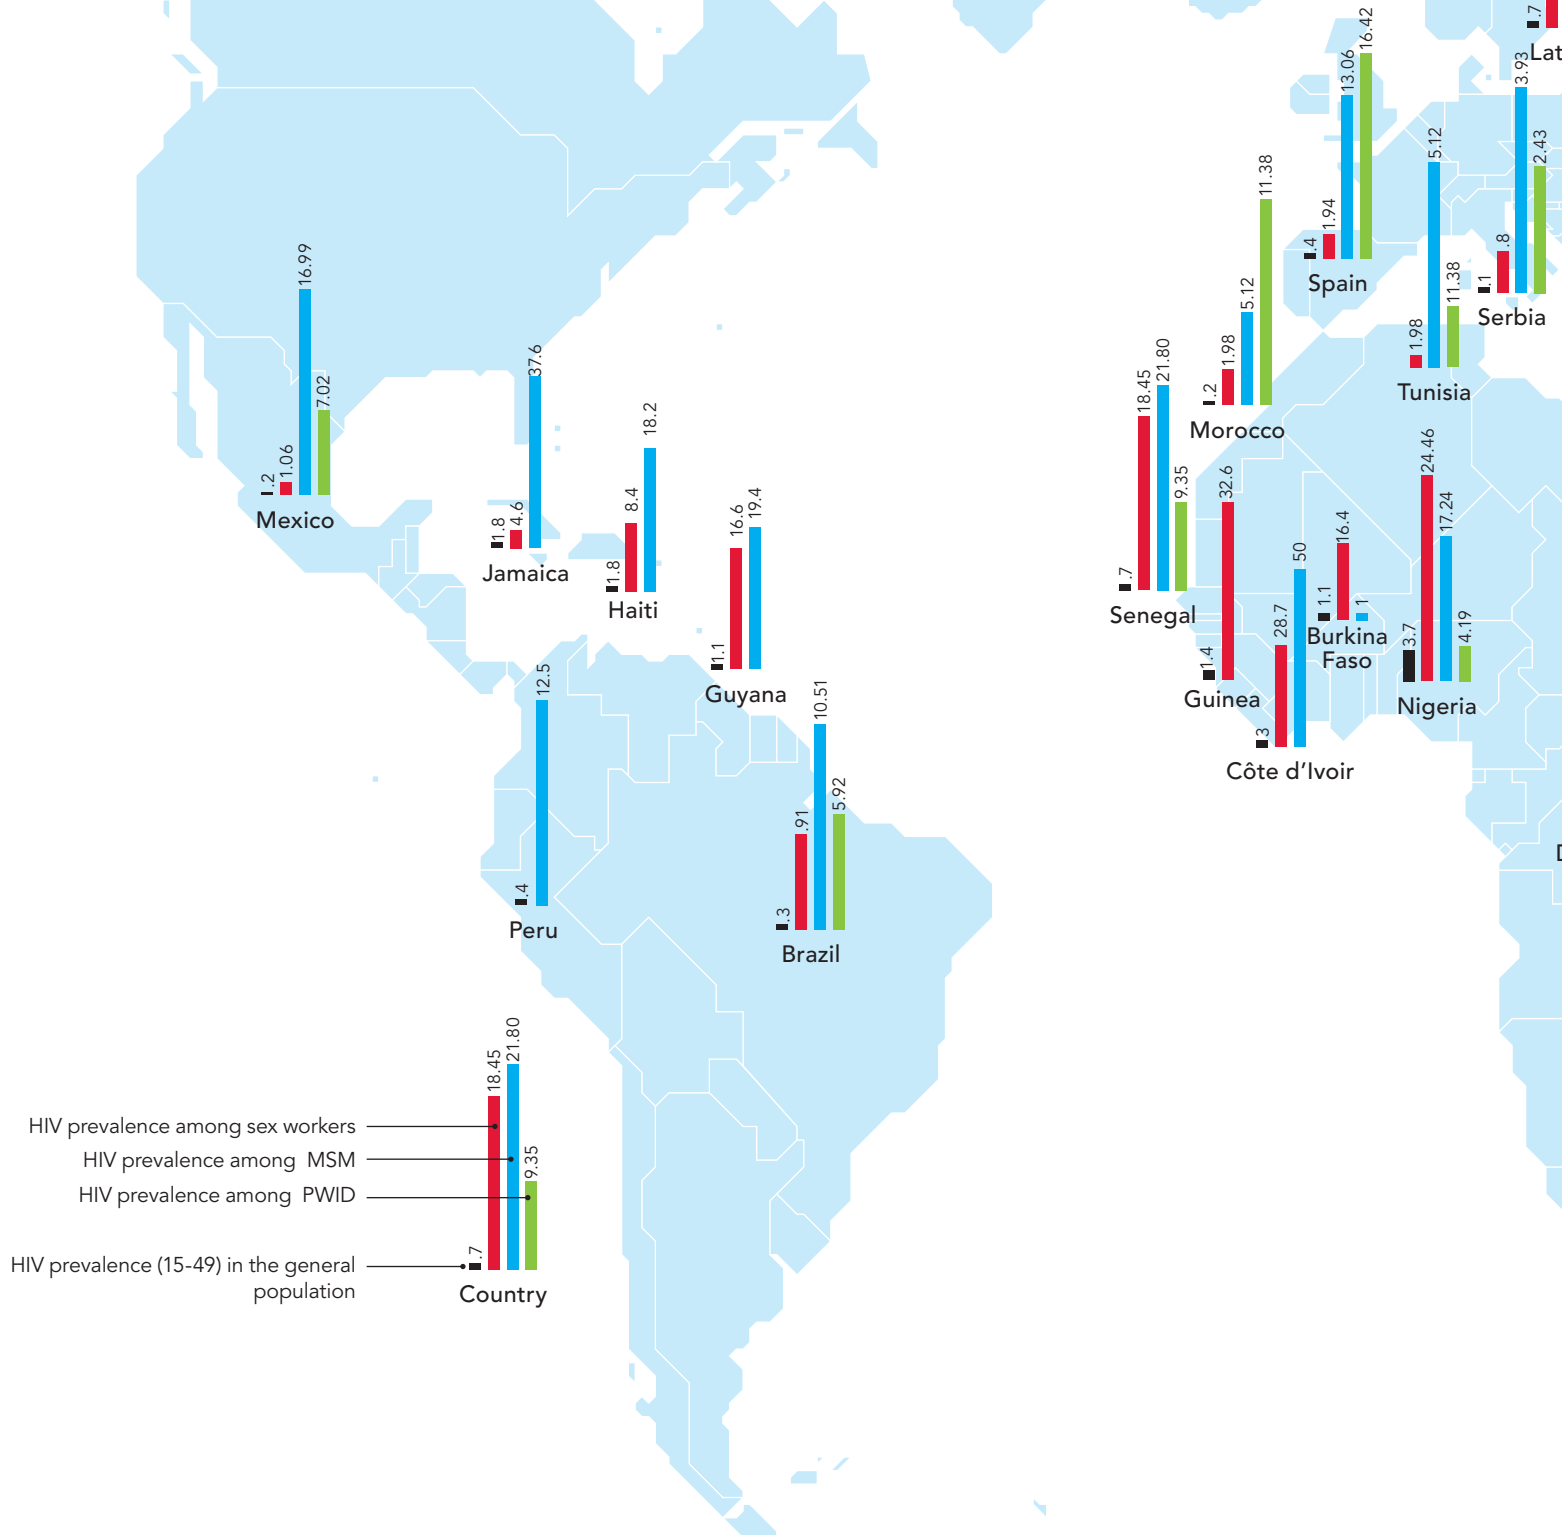 .7
Lat
.4
1.94
13.06
16.42
Spain
.1
.8
3.93
2.43
Serbia
1.98
5.12
11.38
Tunisia
.2
1.98
5.12
11.38
Morocco
.2
1.06
16.99
7.02
Mexico
1.8
4.6
37.6
Jamaica
1.8
8.4
18.2
Haiti
1.1
16.6
19.4
Guyana
.7
18.45
21.80
9.35
Senegal
1.4
32.6
Guinea
3
28.7
50
Côte d’Ivoir
1.1
16.4
1
Burkina
Faso
3.7
24.46
17.24
4.19
Nigeria
.4
12.5
Peru
.3
.91
10.51
5.92
Brazil
HIV prevalence among sex workers
HIV prevalence among MSM
HIV prevalence among PWID
HIV prevalence (15-49) in the general
population
.7
18.45
21.80
9.35
Country